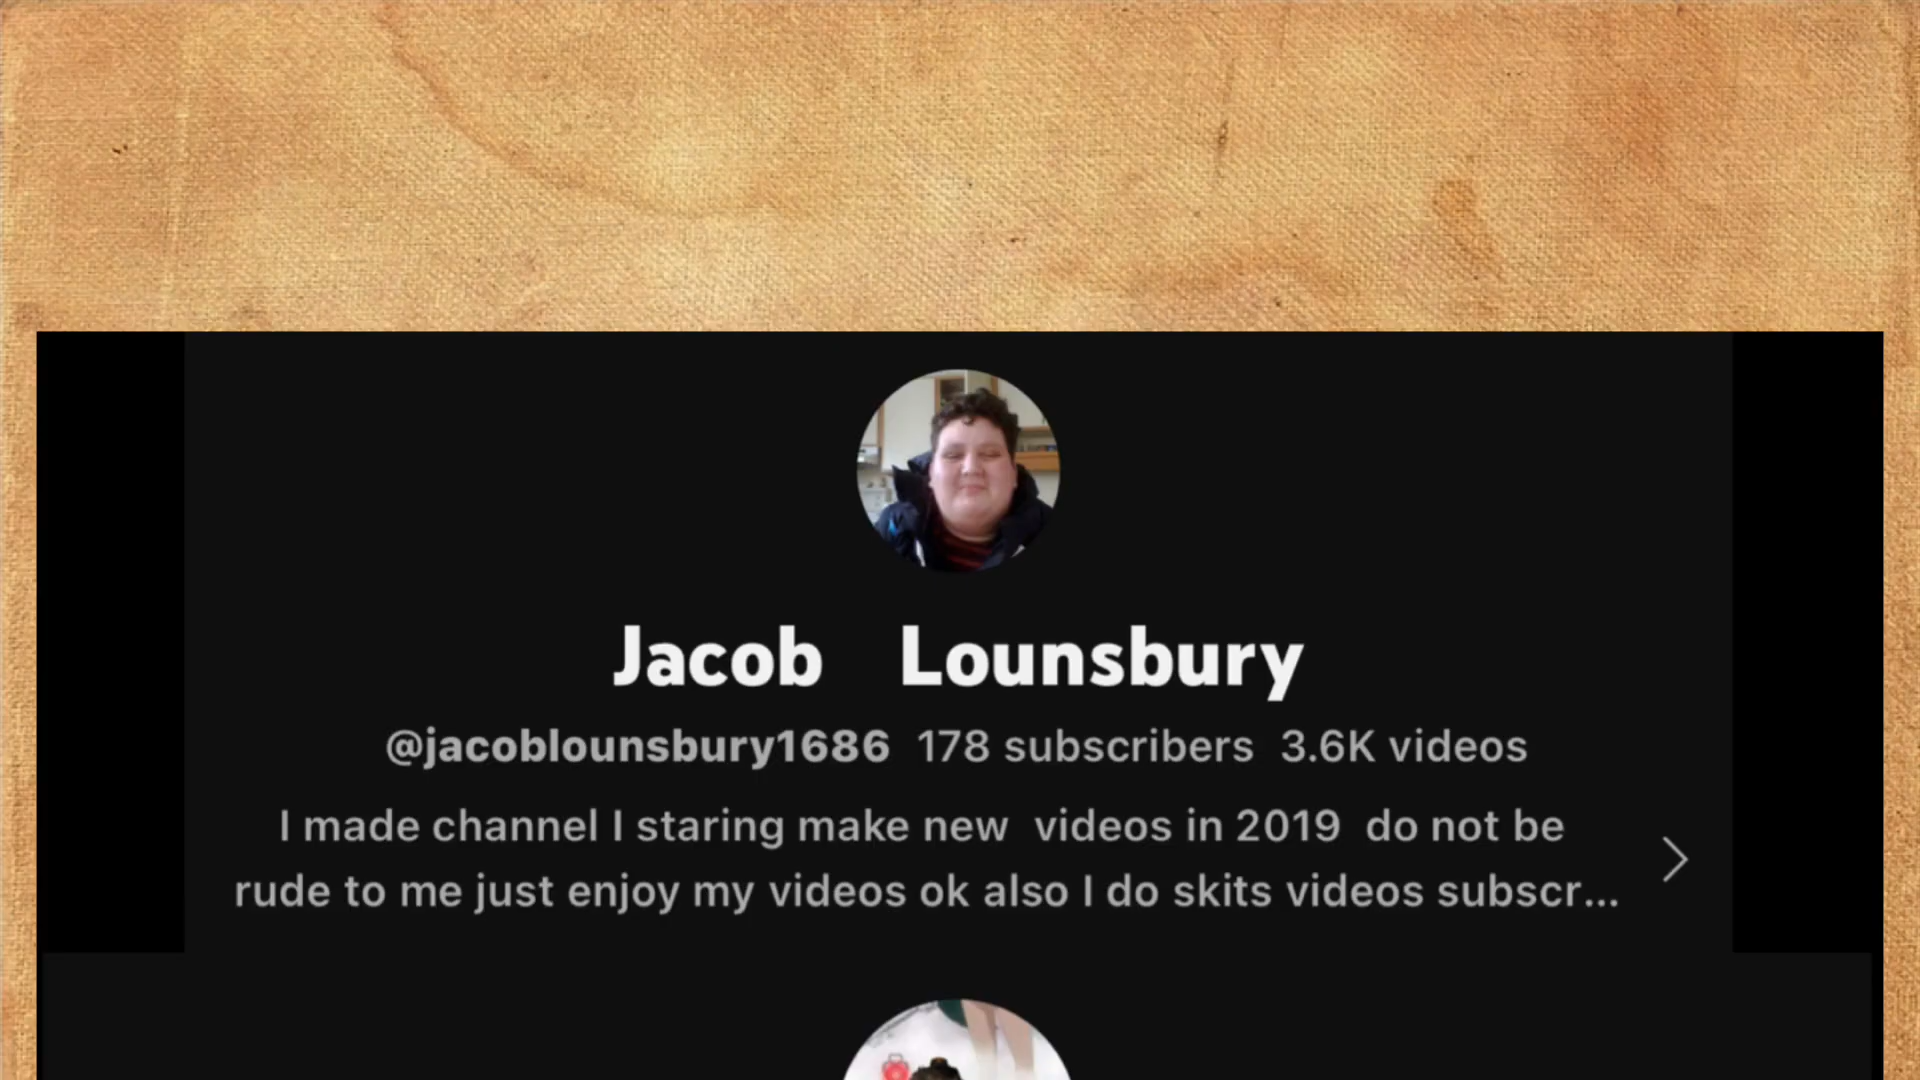 Jacob Lounsbury
@jacoblounsbury1686 178 subscribers 3.6K videos
I made channel I staring make new videos in 2019 do not be
rude to me just enjoy my videos ok also I do skits videos subscr...